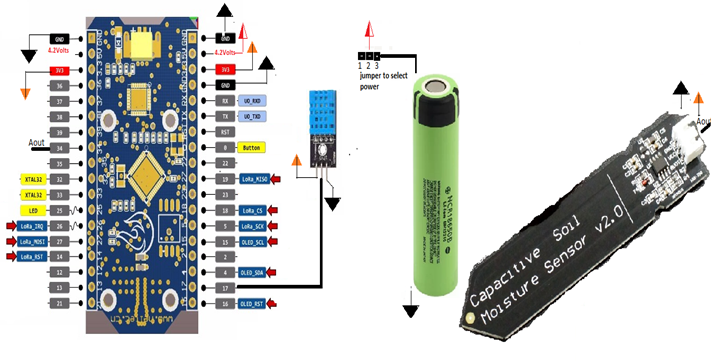 GND
4.2Volts
3V3
36
37
38
39
Aout
34
35
XTAL32
32
XTAL32
33
LED
25
LoRa_IRQ
26
LoRa_MOSI
27
LoRa_RST
14
12
13
21
GND
4.2Volts
3V3
GND
RX
U0_RXD
TX
U0_TXD
RST
0
Button
22
19
LoRa_MISO
23
18
LoRa_CS
5
LoRa_SCK
15
OLED_SCL
2
4
OLED_SDA
17
16
OLED_RST
1 2 3
jumper to select
power
NCR18650B
Aout
Capacitive Soil
Moisture Sensor v2.0